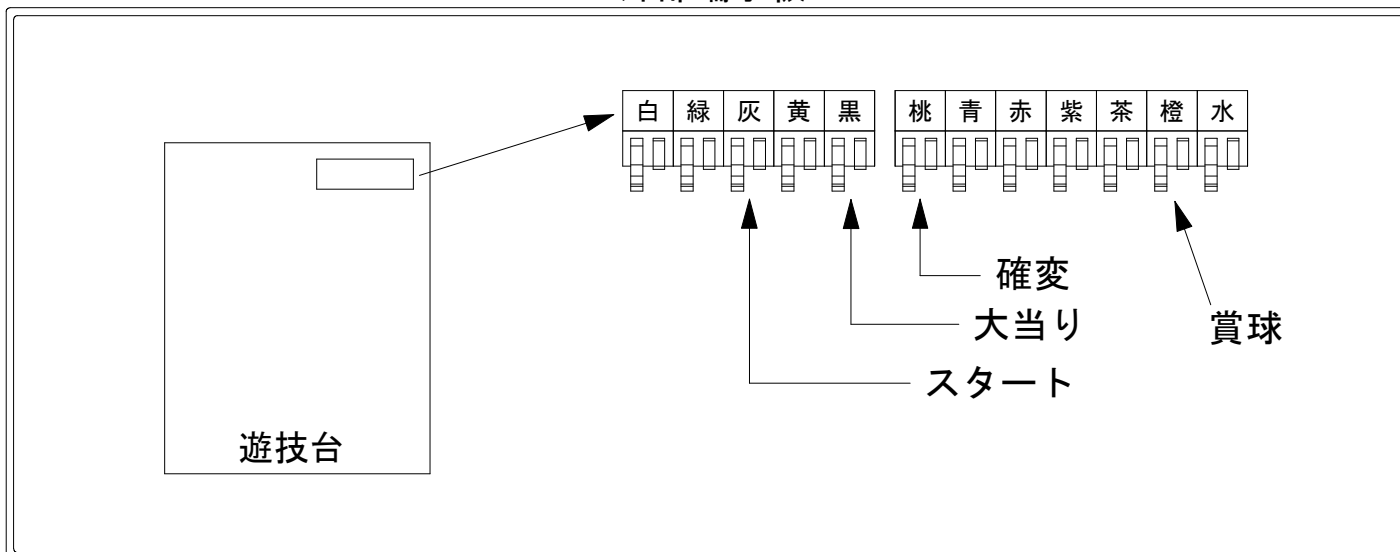 白 緑 灰 黄 黒 桃 青 赤 紫 茶 橙 水
確変
大当り
賞球
スタート
遊技台